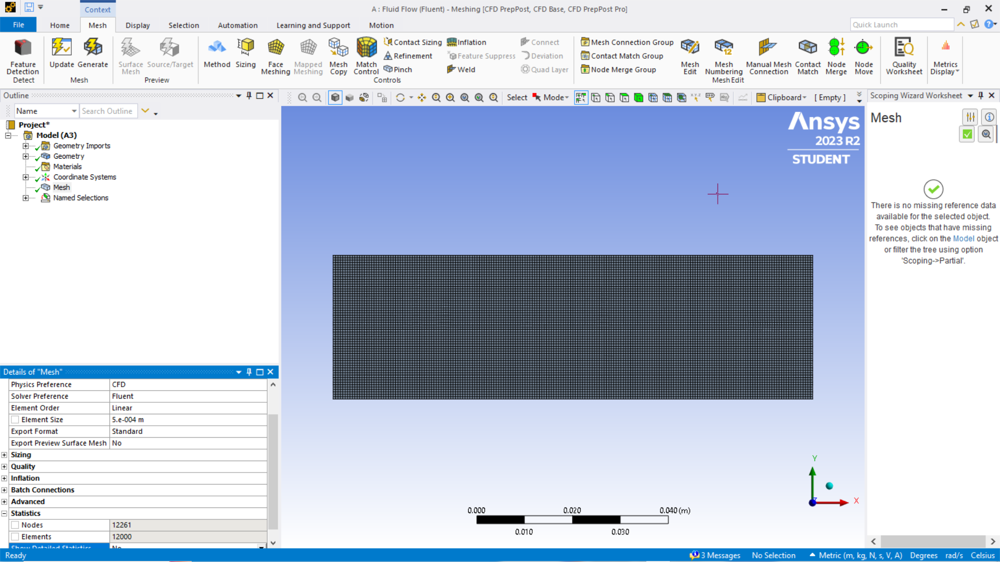 Context
A : Fluid Flow (Fluent) - Meshing [CFD PrepPost, CFD Base, CFD PrepPost Pro]
File Home Mesh Display Selection Automation Learning and Support Motion
Quick Launch
Feature Detection
Detect
Update Generate
Mesh
Surface Mesh Source/Target
Preview
Method Sizing Face Meshing Mapped Meshing Mesh Copy Match Control
Contact Sizing Inflation Connect
Refinement Feature Suppress Deviation
Pinch Weld Quad Layer
Controls
Mesh Connection Group
Contact Match Group
Node Merge Group
Mesh Edit Mesh Numbering Manual Mesh Connection Contact Match Node Merge Node Move
Mesh Edit
Quality Worksheet
Metrics Display
Outline
Name Search Outline
Project*
Model (A3)
Geometry Imports
Geometry
Materials
Coordinate Systems
Mesh
Named Selections
Select Mode Clipboard [ Empty ]
Ansys
2023 R2
STUDENT
Scoping Wizard Worksheet
Mesh
There is no missing reference data
available for the selected object.
To see objects that have missing
references, click on the Model object
or filter the tree using option
'Scoping->Partial'.
Details of "Mesh"
Physics Preference CFD
Solver Preference Fluent
Element Order Linear
Element Size 5.e-004 m
Export Format Standard
Export Preview Surface Mesh No
Sizing
Quality
Inflation
Batch Connections
Advanced
Statistics
Nodes 12261
Elements 12000
Show Detailed Statistics No
0.000 0.020 0.040 (m)
0.010 0.030
Y
X
Z
Ready
3 Messages No Selection Metric (m, kg, N, s, V, A) Degrees rad/s Celsius